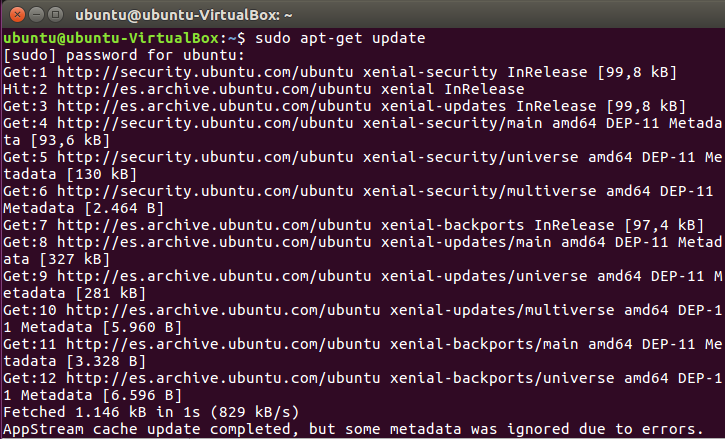 ubuntu@ubuntu-VirtualBox: ~
ubuntu@ubuntu-VirtualBox:~$ sudo apt-get update
[sudo] password for ubuntu:
Get:1 http://security.ubuntu.com/ubuntu xenial-security InRelease [99,8 kB]
Hit:2 http://es.archive.ubuntu.com/ubuntu xenial InRelease
Get:3 http://es.archive.ubuntu.com/ubuntu xenial-updates InRelease [99,8 kB]
Get:4 http://security.ubuntu.com/ubuntu xenial-security/main amd64 DEP-11 Metada
ta [93,6 kB]
Get:5 http://security.ubuntu.com/ubuntu xenial-security/universe amd64 DEP-11 Me
tadata [130 kB]
Get:6 http://security.ubuntu.com/ubuntu xenial-security/multiverse amd64 DEP-11
Metadata [2.464 B]
Get:7 http://es.archive.ubuntu.com/ubuntu xenial-backports InRelease [97,4 kB]
Get:8 http://es.archive.ubuntu.com/ubuntu xenial-updates/main amd64 DEP-11 Metad
ata [327 kB]
Get:9 http://es.archive.ubuntu.com/ubuntu xenial-updates/universe amd64 DEP-11 M
etadata [281 kB]
Get:10 http://es.archive.ubuntu.com/ubuntu xenial-updates/multiverse amd64 DEP-1
1 Metadata [5.960 B]
Get:11 http://es.archive.ubuntu.com/ubuntu xenial-backports/main amd64 DEP-11 Me
tadata [3.328 B]
Get:12 http://es.archive.ubuntu.com/ubuntu xenial-backports/universe amd64 DEP-1
1 Metadata [6.596 B]
Fetched 1.146 kB in 1s (829 kB/s)
AppStream cache update completed, but some metadata was ignored due to errors.